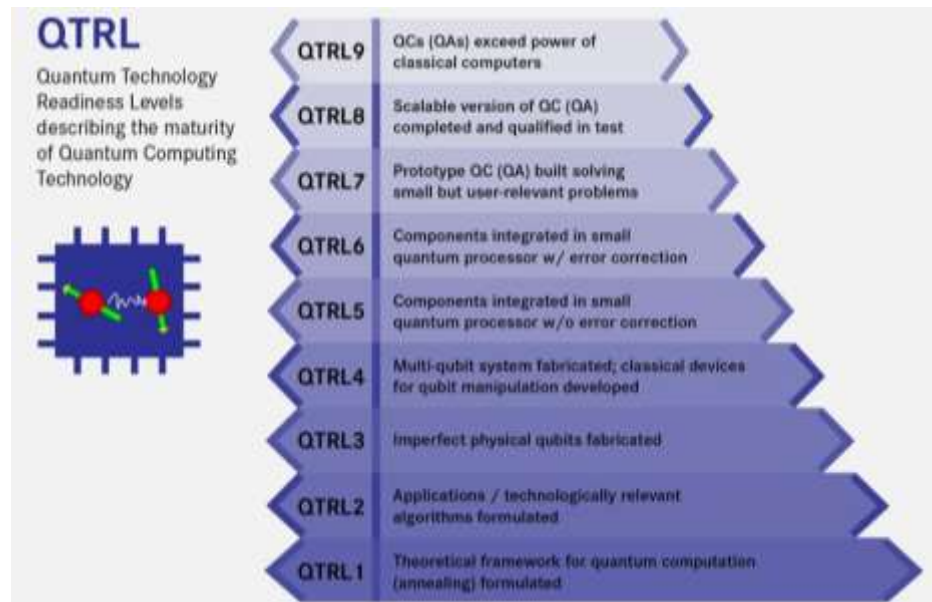 QTRL
Quantum Technology
Readiness Levels
describing the maturity
of Quantum Computing
Technology
QTRL9
QCs (QAs) exceed power of
classical computers
QTRL8
Scalable version of QC (QA)
completed and qualified in test
QTRL7
Prototype QC (QA) built solving
small but user-relevant problems
QTRL6
Components integrated in small
quantum processor w/ error correction
QTRL5
Components integrated in small
quantum processor w/o error correction
QTRL4
Multi-qubit system fabricated; classical devices
for qubit manipulation developed
QTRL3
Imperfect physical qubits fabricated
QTRL2
Applications / technologically relevant
algorithms formulated
QTRL1
Theoretical framework for quantum computation
(annealing) formulated